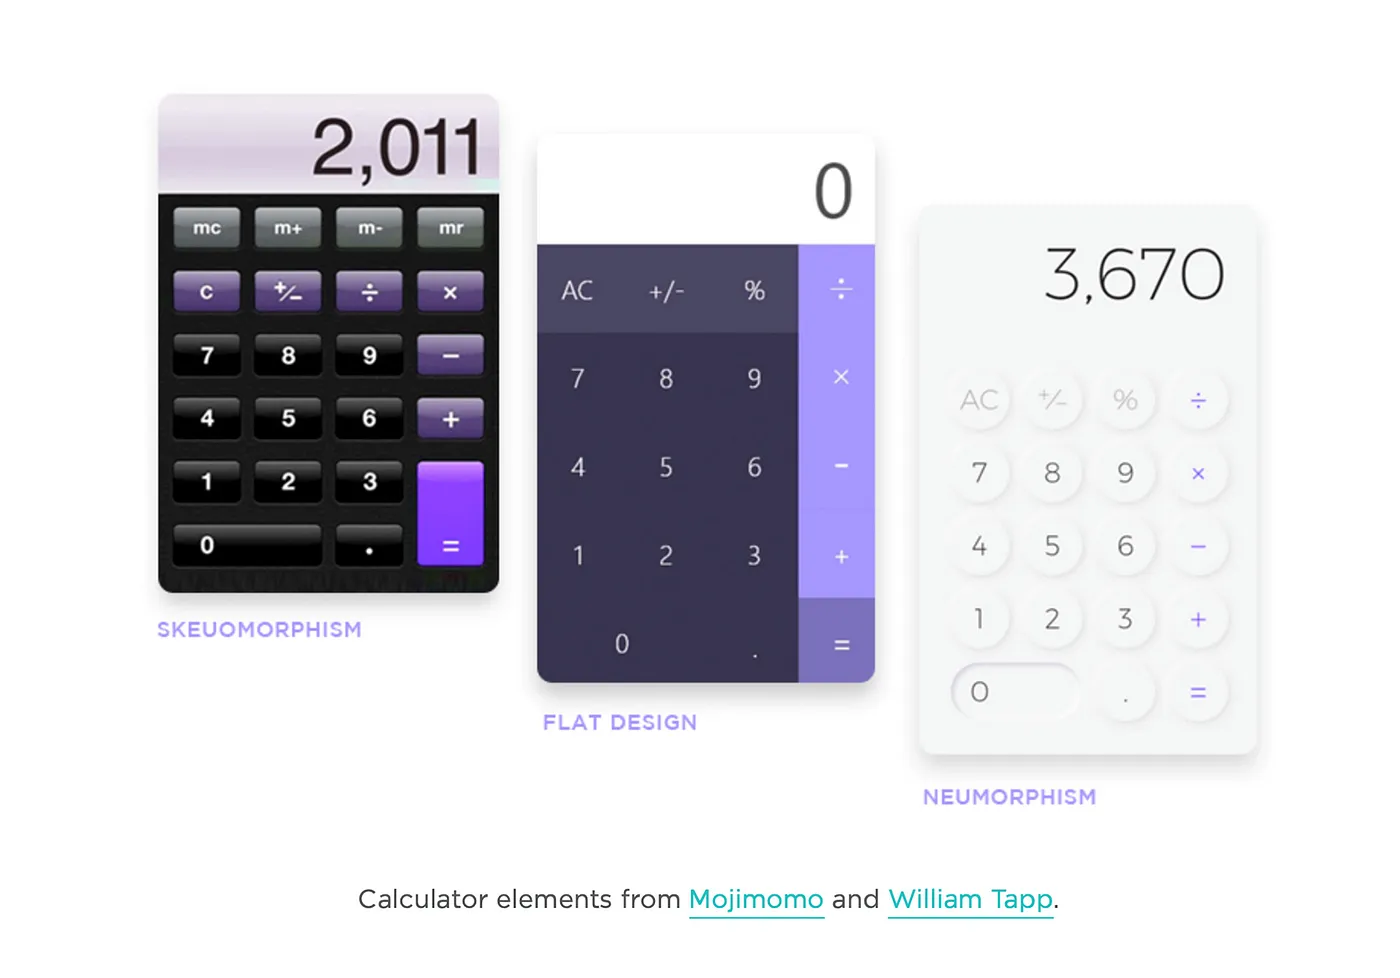 2,011
mc m+ m- mr
c +/− ÷ ×
7 8 9 −
4 5 6 +
1 2 3
0 . =
SKEUOMORPHISM
0
AC +/- % ÷
7 8 9 ×
4 5 6 −
1 2 3 +
0 . =
FLAT DESIGN
3,670
AC +/− % ÷
7 8 9 ×
4 5 6 −
1 2 3 +
0 . =
NEUMORPHISM
Calculator elements from Mojimomo and William Tapp.